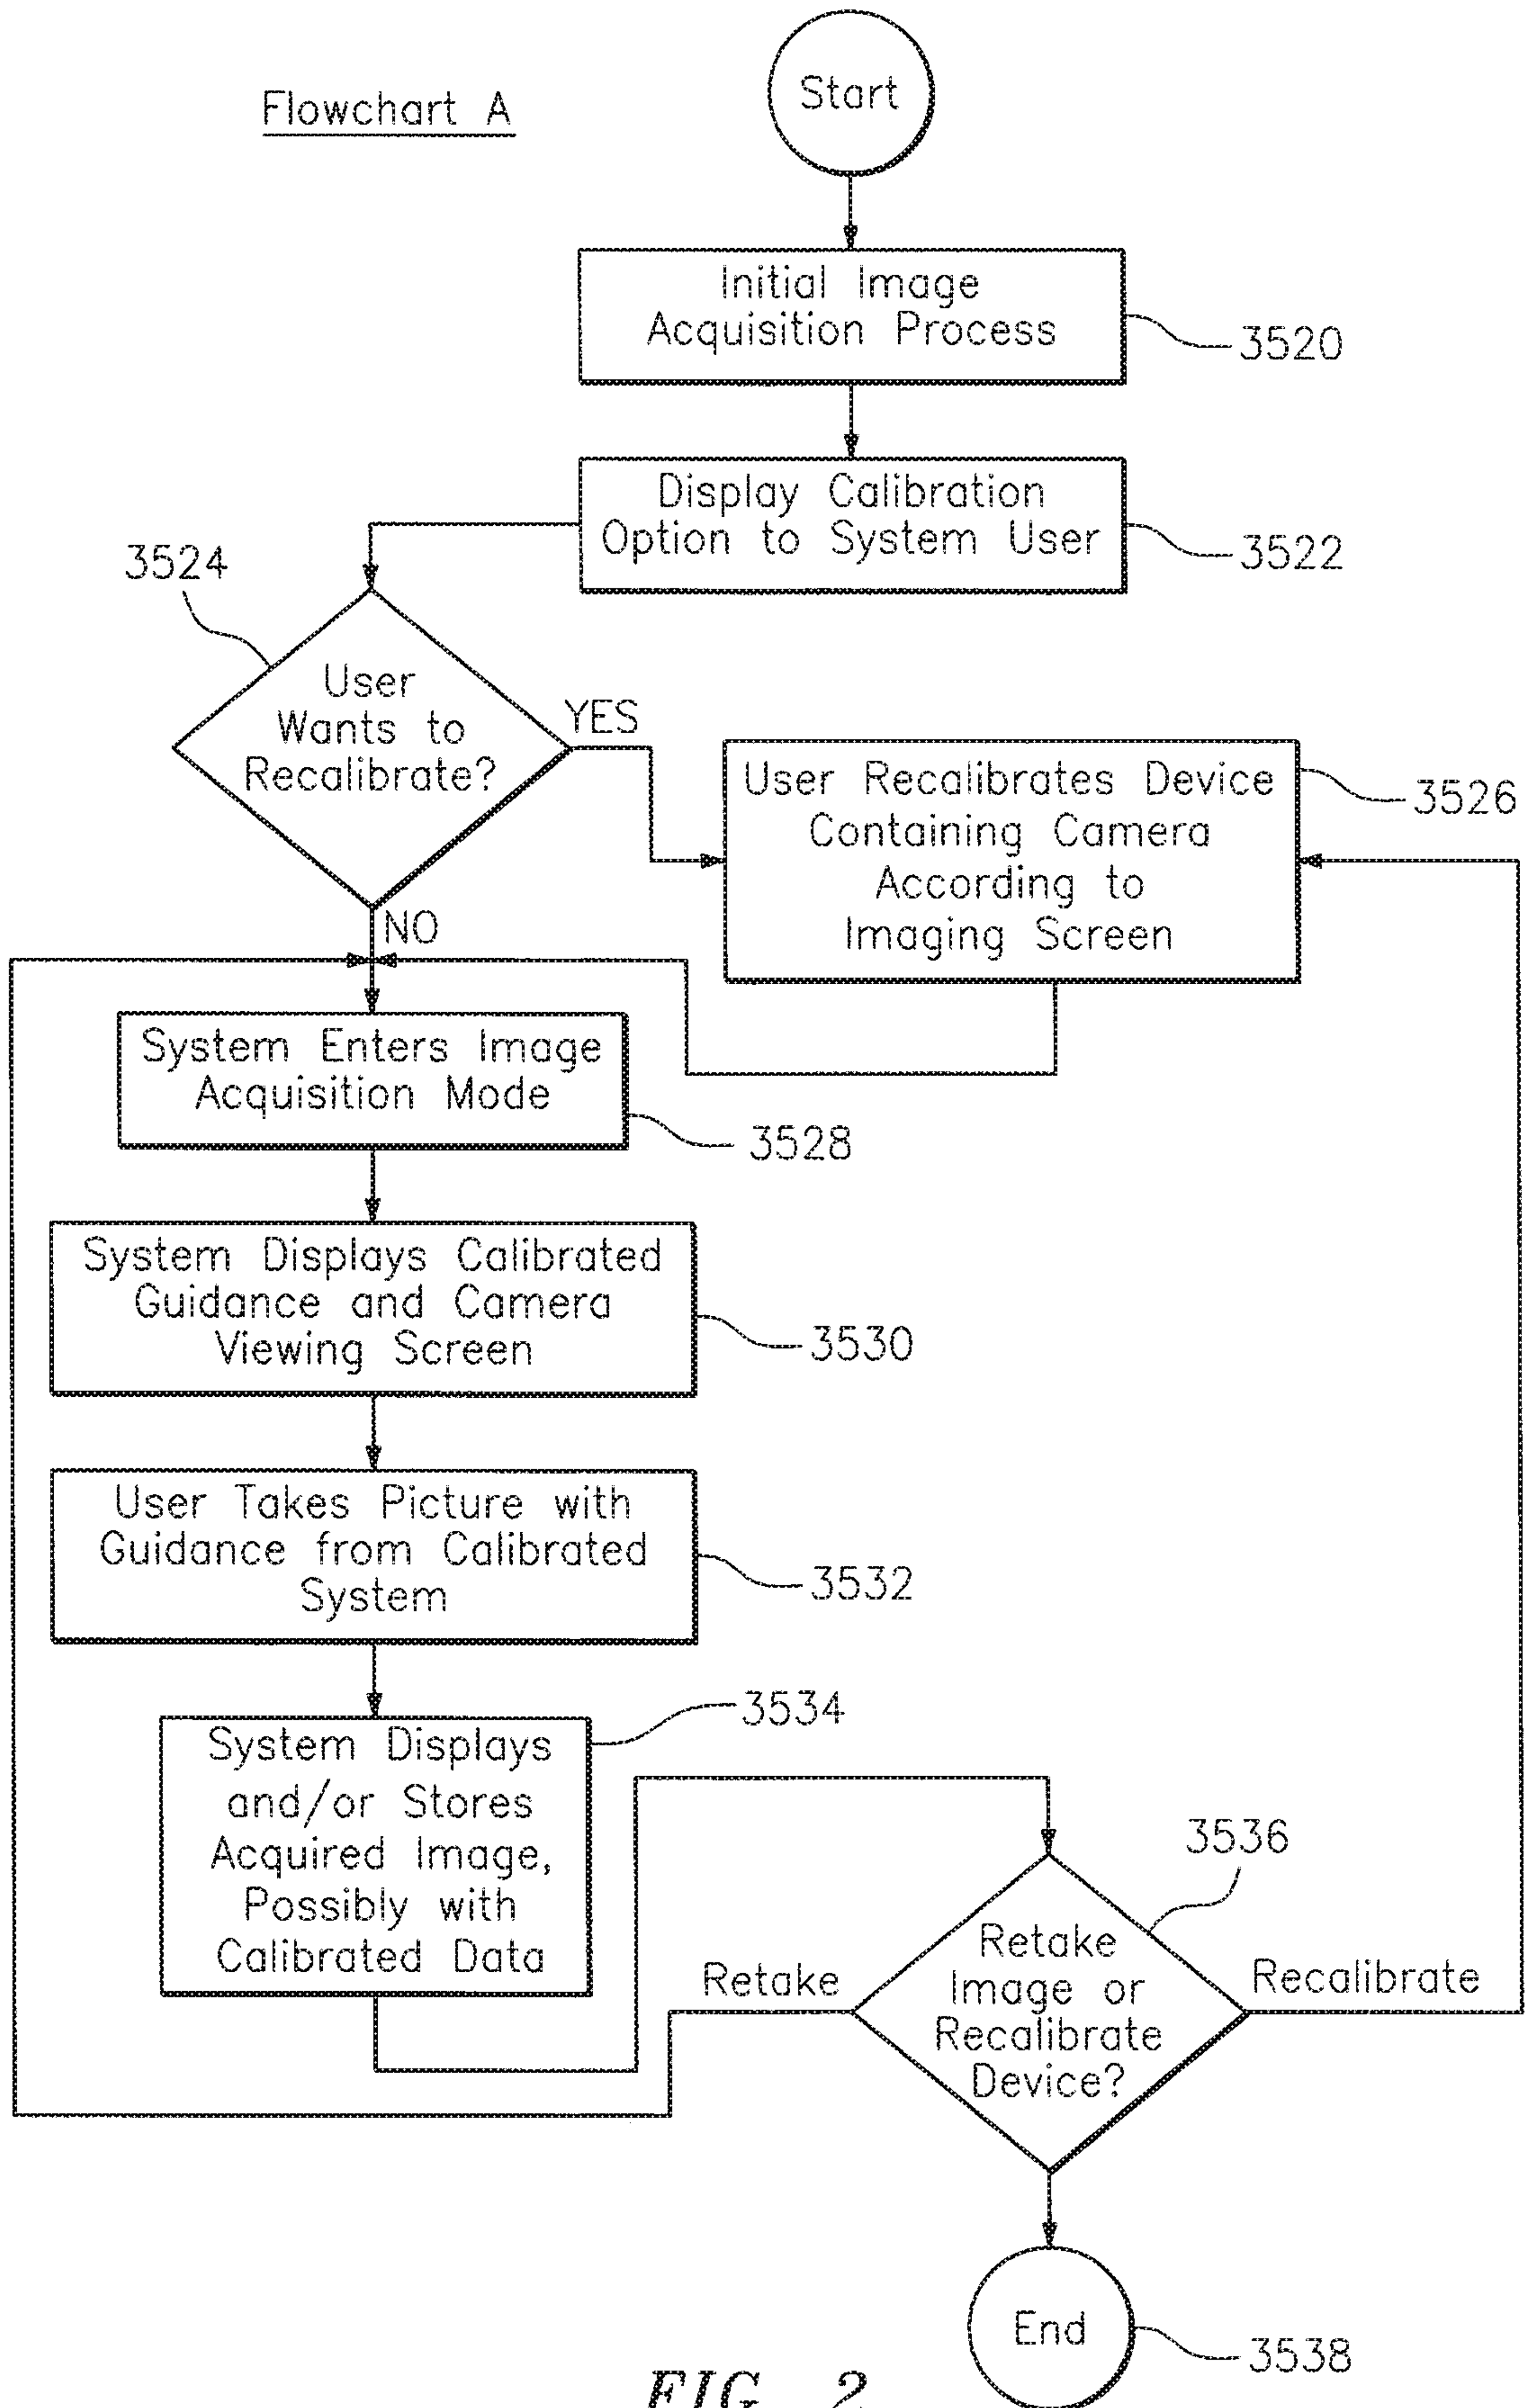 Flowchart A
Start
Initial Image
Acquisition Process
3520
Display Calibration
Option to System User
3522
3524
User
Wants to
Recalibrate?
YES
NO
User Recalibrates Device
Containing Camera
According to
Imaging Screen
3526
System Enters Image
Acquisition Mode
3528
System Displays Calibrated
Guidance and Camera
Viewing Screen
3530
User Takes Picture with
Guidance from Calibrated
System
3532
System Displays
and/or Stores
Acquired Image,
Possibly with
Calibrated Data
3534
3536
Retake
Image or
Recalibrate
Device?
Retake
Recalibrate
End
3538
FIG. 2